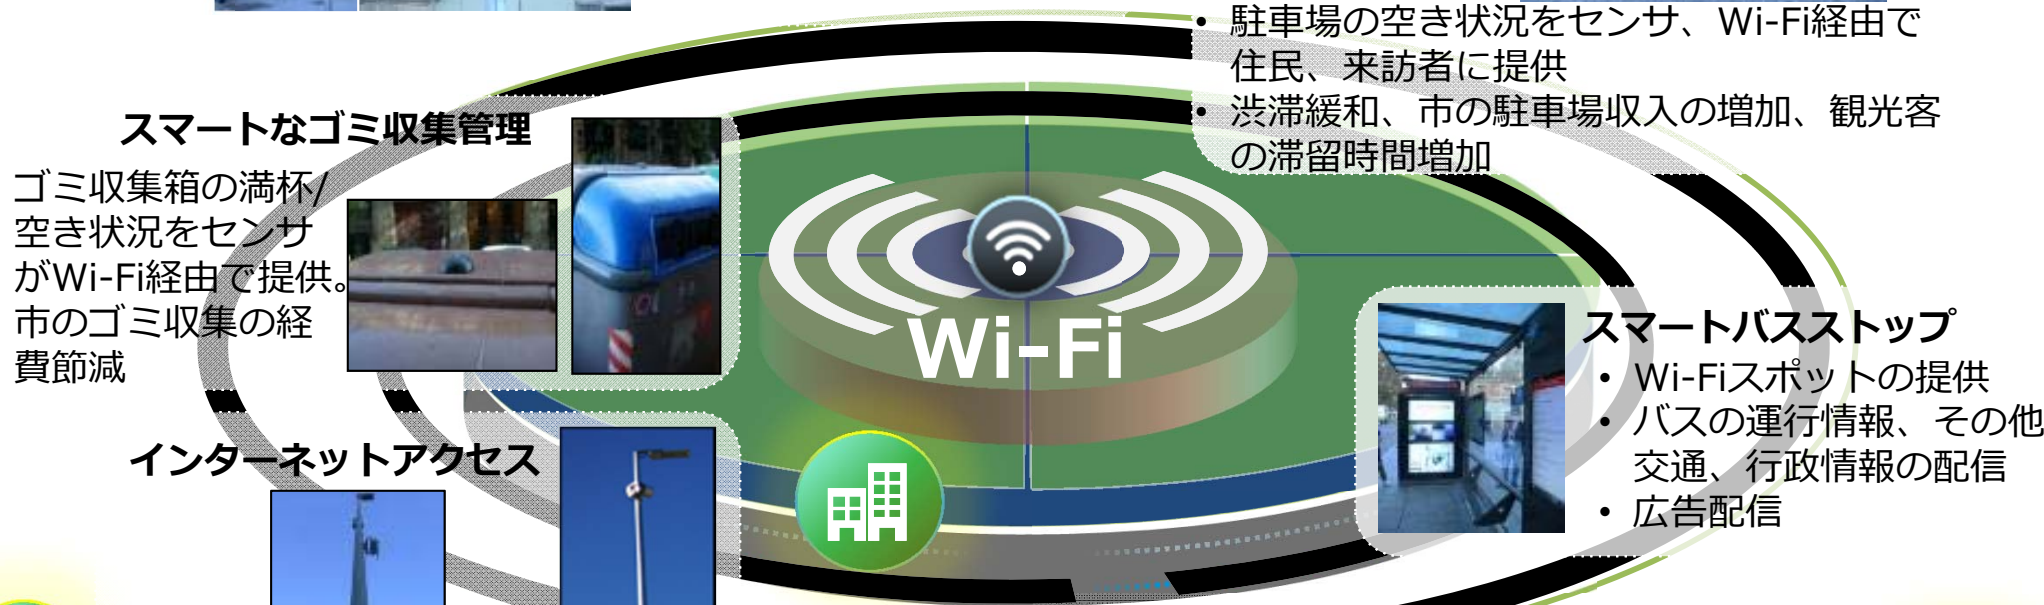 • 駐車場の空き状況をセンサ、Wi-Fi経由で
住民、来訪者に提供
• 渋滞緩和、市の駐車場収入の増加、観光客
の滞留時間増加
スマートなゴミ収集管理
ゴミ収集箱の満杯/
空き状況をセンサ
がWi-Fi経由で提供。
市のゴミ収集の経
費節減
Wi-Fi
スマートバスストップ
• Wi-Fiスポットの提供
• バスの運行情報、その他
交通、行政情報の配信
• 広告配信
インターネットアクセス